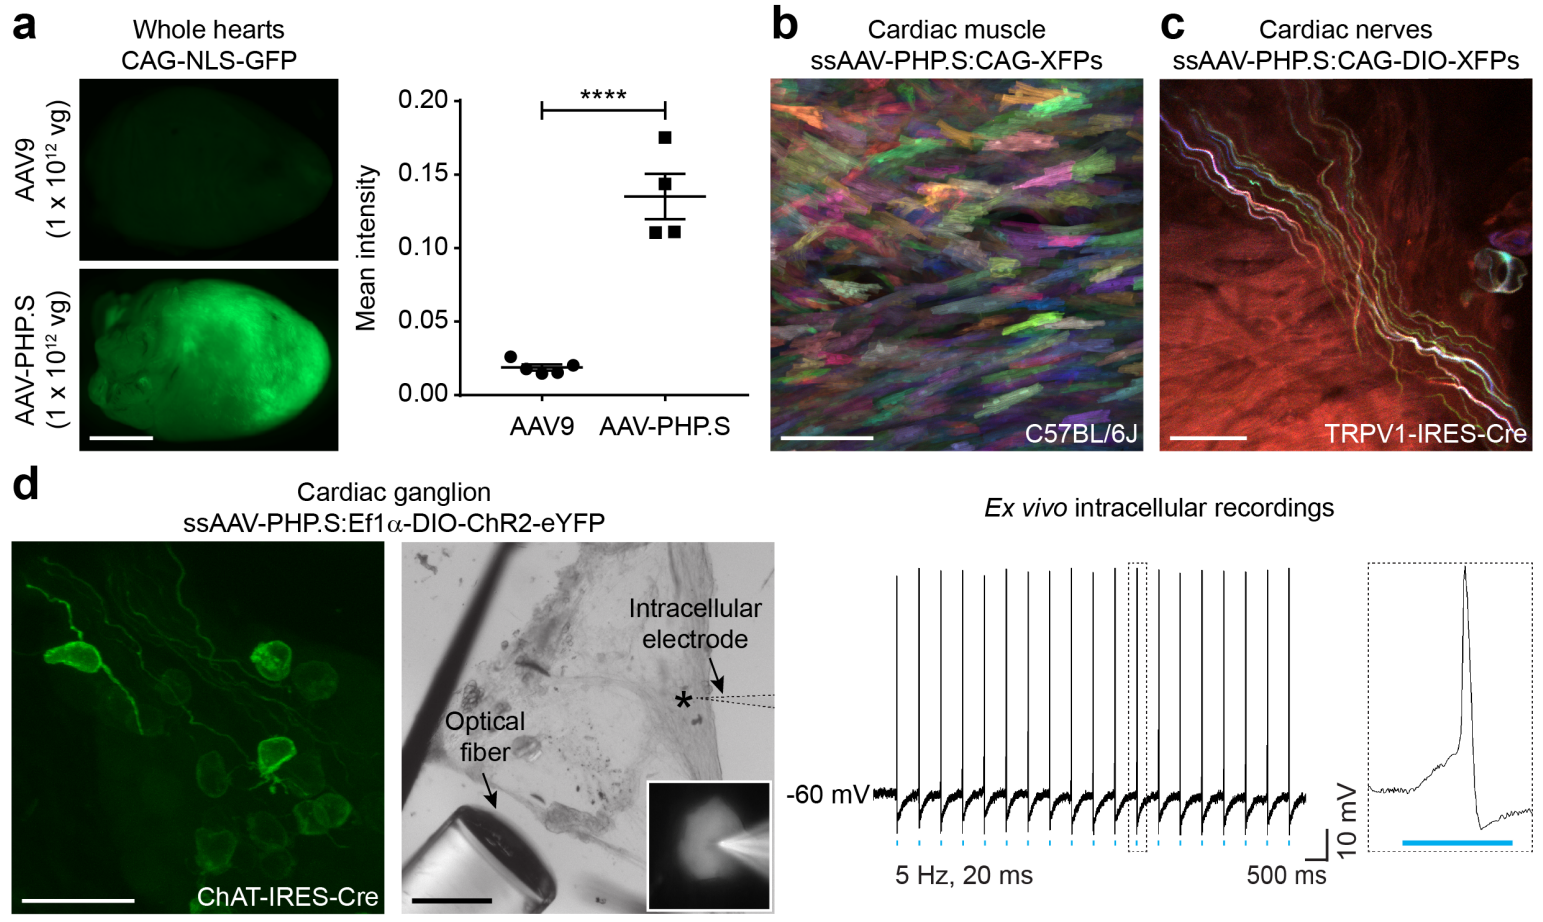 a
Whole hearts
CAG-NLS-GFP
AAV9
(1 x 10¹² vg)
AAV-PHP.S
(1 x 10¹² vg)
Mean intensity
0.20
0.15
0.10
0.05
0.00
****
AAV9
AAV-PHP.S
b
Cardiac muscle
ssAAV-PHP.S:CAG-XFPs
C57BL/6J
c
Cardiac nerves
ssAAV-PHP.S:CAG-DIO-XFPs
TRPV1-IRES-Cre
d
Cardiac ganglion
ssAAV-PHP.S:Ef1α-DIO-ChR2-eYFP
ChAT-IRES-Cre
Intracellular
electrode
*
Optical
fiber
Ex vivo intracellular recordings
-60 mV
5 Hz, 20 ms
500 ms
10 mV